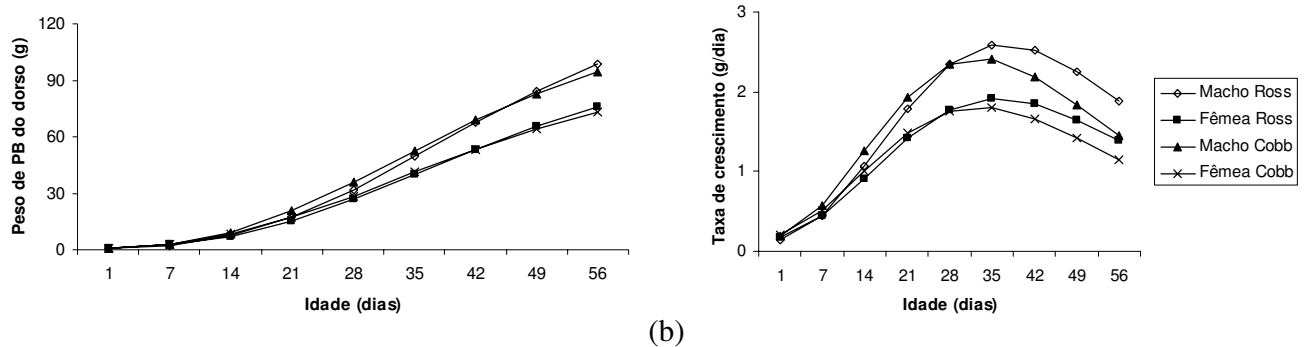 Peso de PB do dorso (g)
120
90
60
30
0
1 7 14 21 28 35 42 49 56
Idade (dias)
Taxa de crescimento (g/dia)
3
2
1
0
1 7 14 21 28 35 42 49 56
Idade (dias)
Macho Ross
Fêmea Ross
Macho Cobb
Fêmea Cobb
(b)